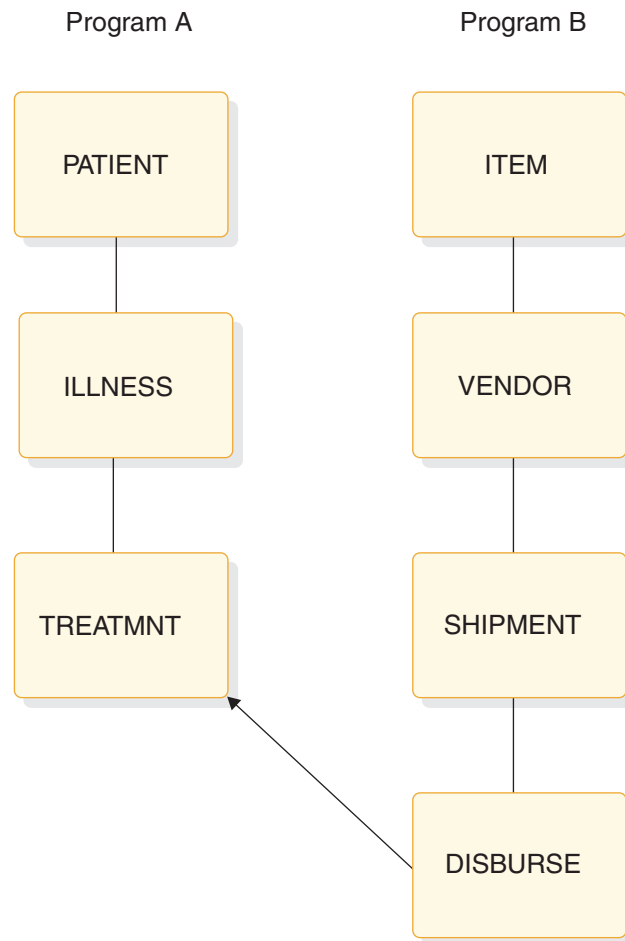 Program A
Program B
PATIENT
ITEM
ILLNESS
VENDOR
TREATMNT
SHIPMENT
DISBURSE